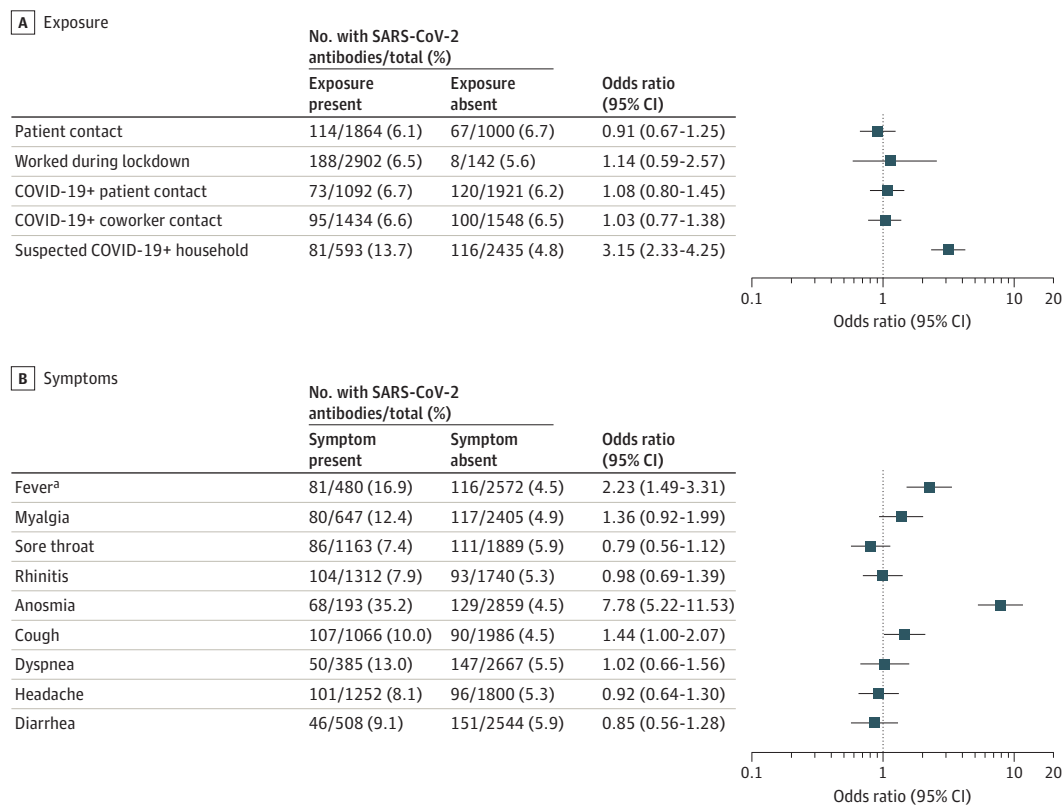 A Exposure
No. with SARS-CoV-2
antibodies/total (%)
Exposure present Exposure absent Odds ratio (95% CI)
Patient contact 114/1864 (6.1) 67/1000 (6.7) 0.91 (0.67-1.25)
Worked during lockdown 188/2902 (6.5) 8/142 (5.6) 1.14 (0.59-2.57)
COVID-19+ patient contact 73/1092 (6.7) 120/1921 (6.2) 1.08 (0.80-1.45)
COVID-19+ coworker contact 95/1434 (6.6) 100/1548 (6.5) 1.03 (0.77-1.38)
Suspected COVID-19+ household 81/593 (13.7) 116/2435 (4.8) 3.15 (2.33-4.25)
0.1 1 10 20
Odds ratio (95% CI)
B Symptoms
No. with SARS-CoV-2
antibodies/total (%)
Symptom present Symptom absent Odds ratio (95% CI)
Feverᵃ 81/480 (16.9) 116/2572 (4.5) 2.23 (1.49-3.31)
Myalgia 80/647 (12.4) 117/2405 (4.9) 1.36 (0.92-1.99)
Sore throat 86/1163 (7.4) 111/1889 (5.9) 0.79 (0.56-1.12)
Rhinitis 104/1312 (7.9) 93/1740 (5.3) 0.98 (0.69-1.39)
Anosmia 68/193 (35.2) 129/2859 (4.5) 7.78 (5.22-11.53)
Cough 107/1066 (10.0) 90/1986 (4.5) 1.44 (1.00-2.07)
Dyspnea 50/385 (13.0) 147/2667 (5.5) 1.02 (0.66-1.56)
Headache 101/1252 (8.1) 96/1800 (5.3) 0.92 (0.64-1.30)
Diarrhea 46/508 (9.1) 151/2544 (5.9) 0.85 (0.56-1.28)
0.1 1 10 20
Odds ratio (95% CI)